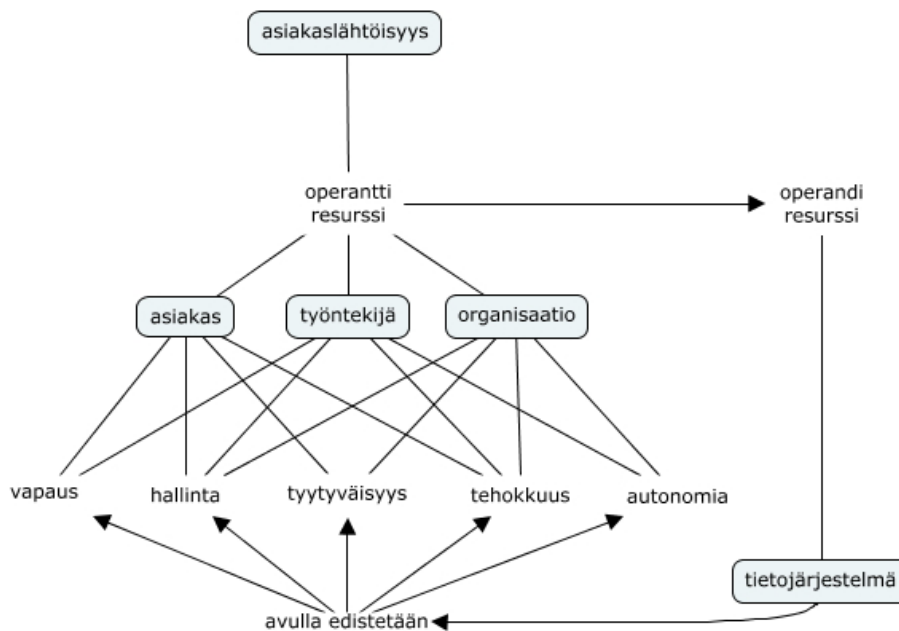 asiakaslähtöisyys
operantti
resurssi
operandi
resurssi
asiakas
työntekijä
organisaatio
vapaus
hallinta
tyytyväisyys
tehokkuus
autonomia
tietojärjestelmä
avulla edistetään